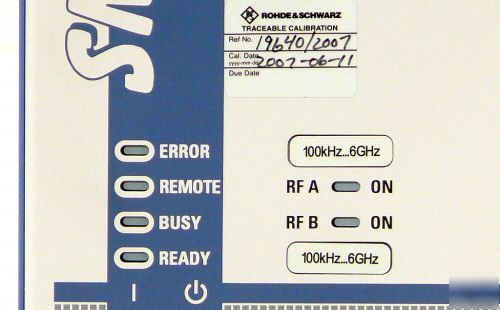 ROHDE&SCHWARZ
TRACEABLE CALIBRATION
Ref No. 19640/2007
Cal. Date 2007-06-11
yyyy-mm-dd
Due Date
ERROR
100kHz...6GHz
REMOTE RF A ON
BUSY RF B ON
READY 100kHz...6GHz